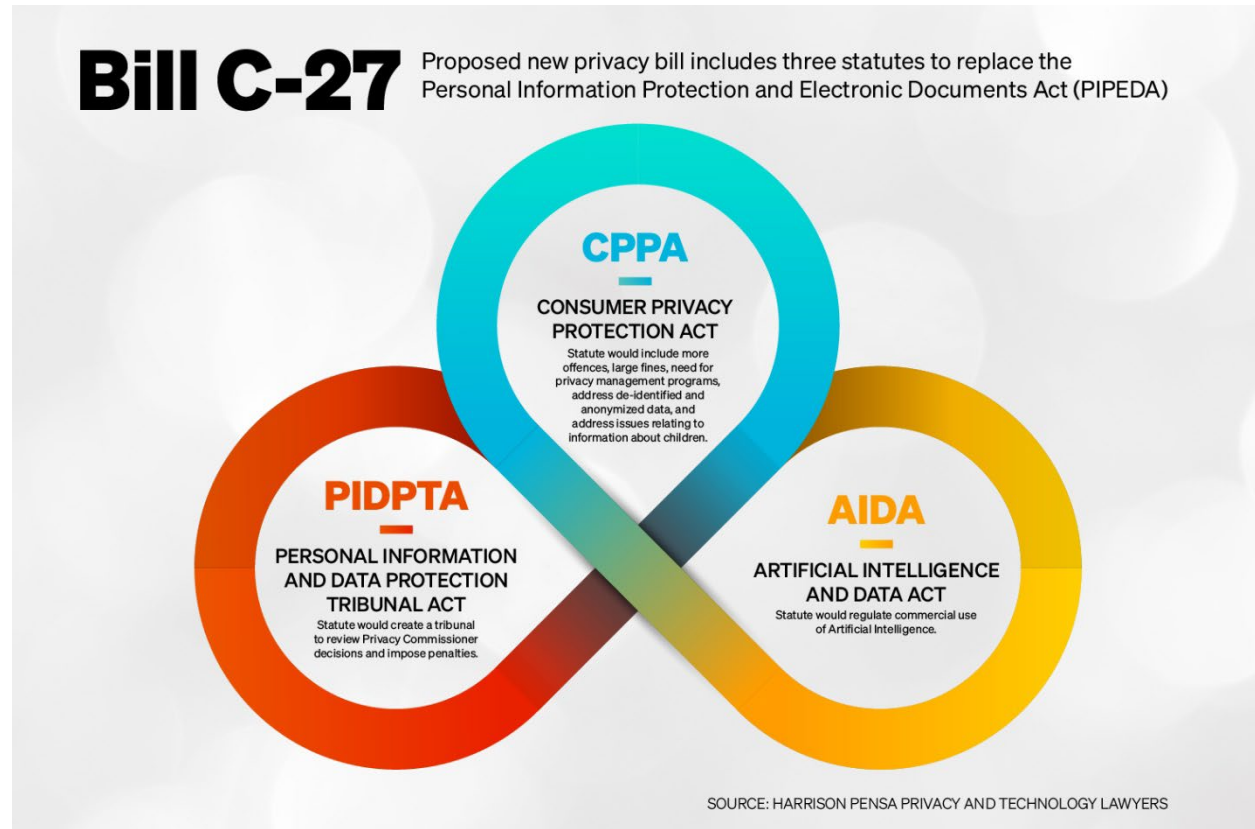 Bill C-27
Proposed new privacy bill includes three statutes to replace the
Personal Information Protection and Electronic Documents Act (PIPEDA)
CPPA
CONSUMER PRIVACY
PROTECTION ACT
Statute would include more
offences, large fines, need for
privacy management programs,
address de-identified and
anonymized data, and
address issues relating to
information about children.
PIDPTA
PERSONAL INFORMATION
AND DATA PROTECTION
TRIBUNAL ACT
Statute would create a tribunal
to review Privacy Commissioner
decisions and impose penalties.
AIDA
ARTIFICIAL INTELLIGENCE
AND DATA ACT
Statute would regulate commercial use
of Artificial Intelligence.
SOURCE: HARRISON PENSA PRIVACY AND TECHNOLOGY LAWYERS